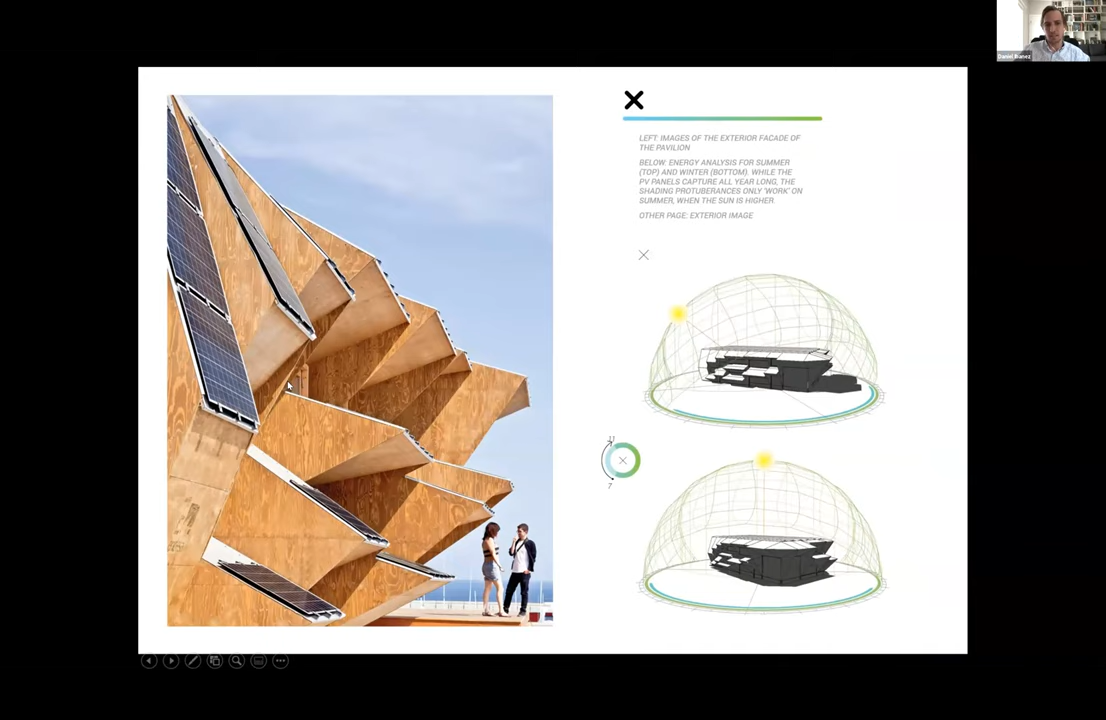 Daniel Ibanez
LEFT: IMAGES OF THE EXTERIOR FACADE OF
THE PAVILION
BELOW: ENERGY ANALYSIS FOR SUMMER
(TOP) AND WINTER (BOTTOM). WHILE THE
PV PANELS CAPTURE ALL YEAR LONG, THE
SHADING PROTUBERANCES ONLY "WORK" ON
SUMMER, WHEN THE SUN IS HIGHER
OTHER PAGE: EXTERIOR IMAGE